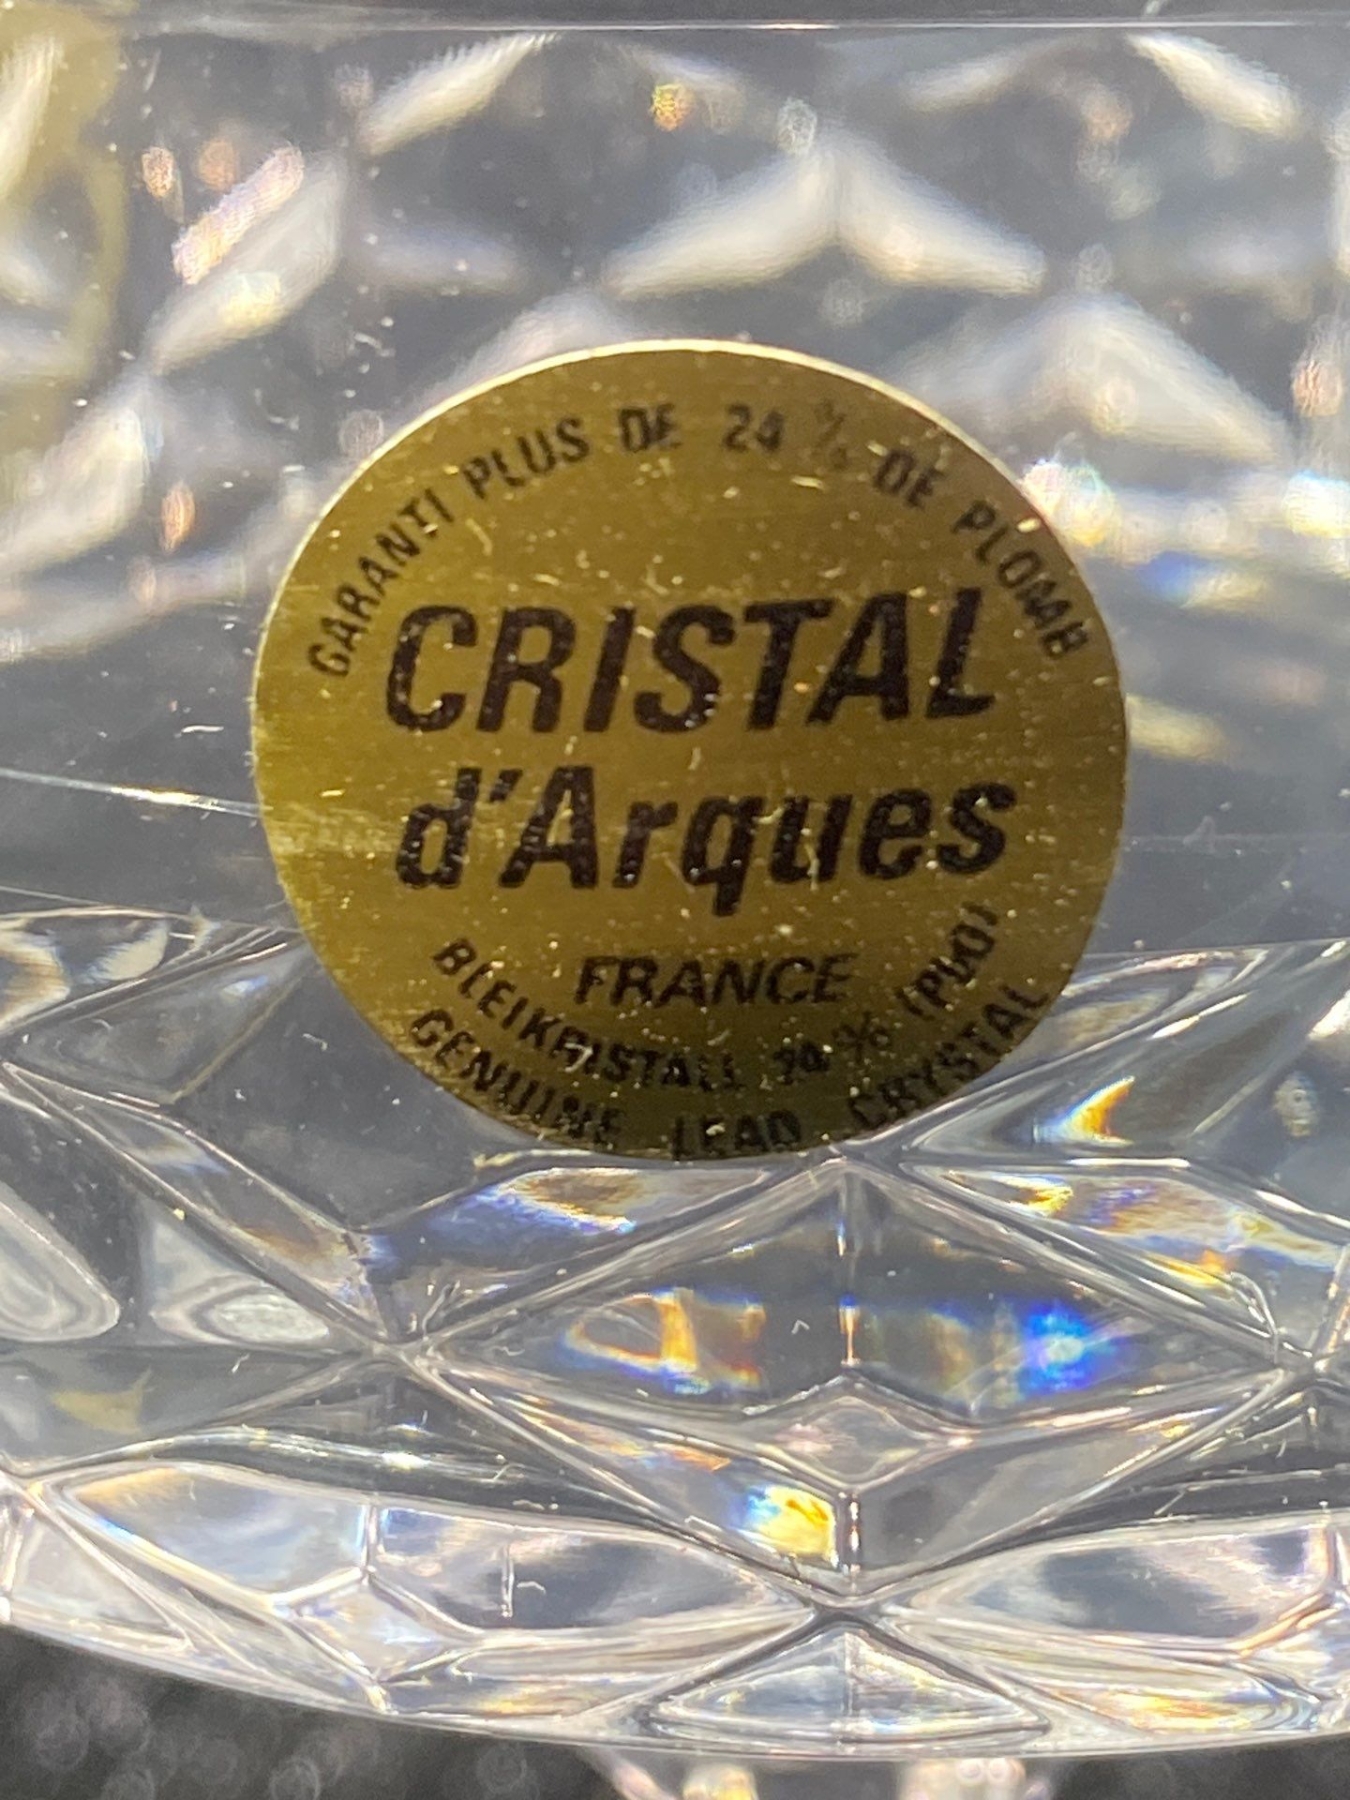 GARANTI PLUS DE 24 % DE PLOMB
CRISTAL
d'Arques
FRANCE
BLEIKRISTALL 24 % (PbO)
GENUINE LEAD CRYSTAL